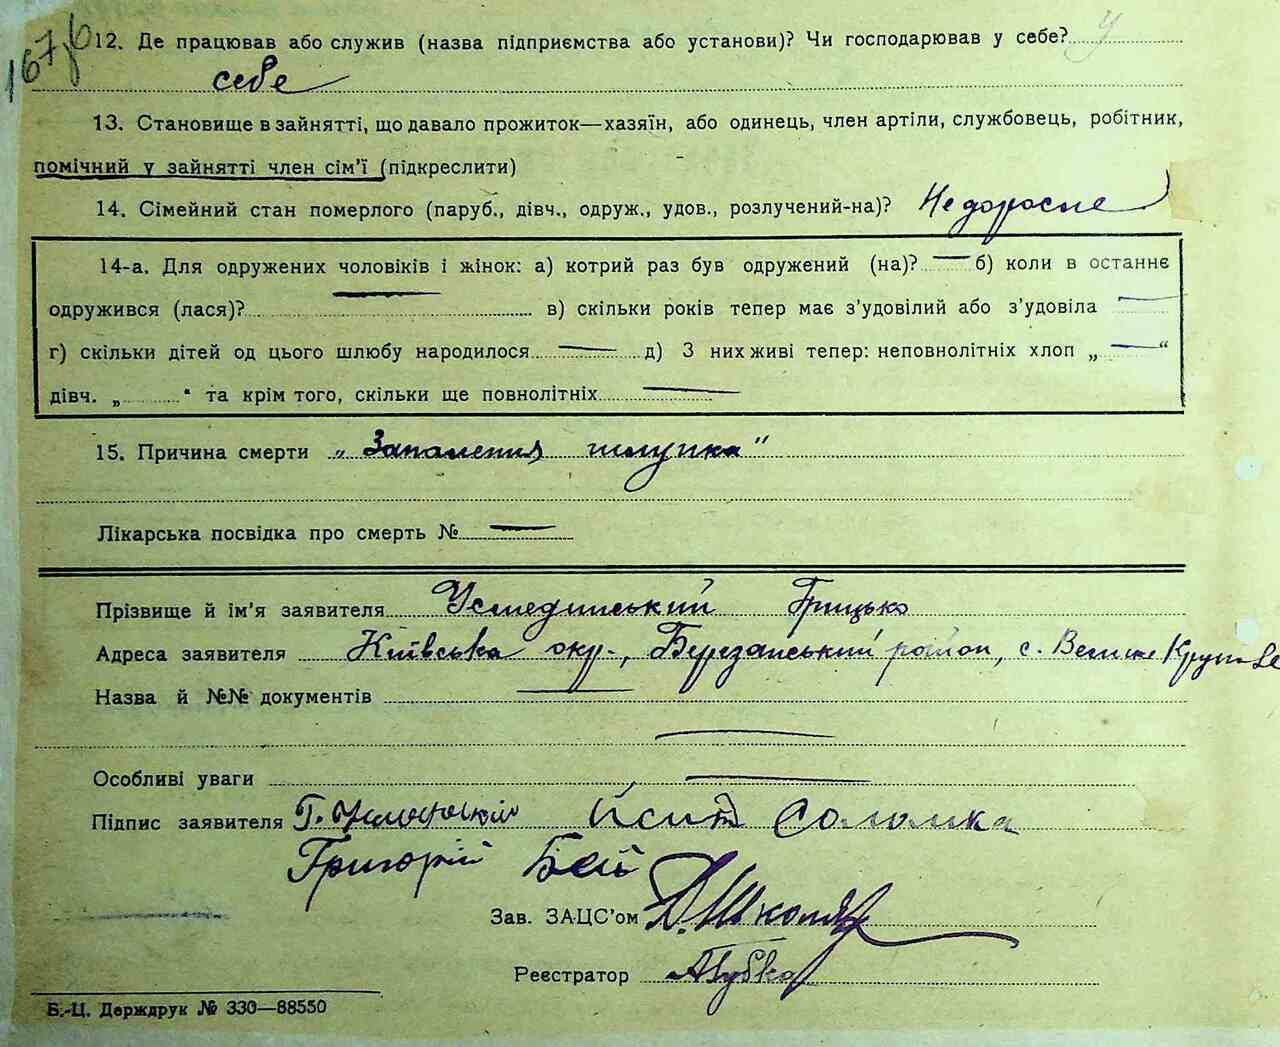 167б
12. Де працював або служив (назва підприємства або установи)? Чи господарював у себе? У
себе
13. Становище в зайнятті, що давало прожиток—хазяїн, або одинець, член артіли, службовець, робітник,
помічний у зайнятті член сім'ї (підкреслити)
14. Сімейний стан померлого (паруб., дівч., одруж., удов., розлучений-на)? Недоросле
14-а. Для одружених чоловіків і жінок: а) котрий раз був одружений (на)? — б) коли в останнє
одружився (лася)? — в) скільки років тепер має з'удовілий або з'удовіла —
г) скільки дітей од цього шлюбу народилося — д) З них живі тепер: неповнолітніх хлоп „ — “
дівч. „ “ та крім того, скільки ще повнолітніх —
15. Причина смерти „Запалення шлунка"
Лікарська посвідка про смерть № —
Прізвище й ім'я заявителя Грицько
Адреса заявителя Київська окр., Березанський район, с. Велике Крупо
Назва й №№ документів —
—
Особливі уваги —
Підпис заявителя Г. Соломка
Григорій Бей
Зав. ЗАЦС'ом
Реєстратор АГубка
Б.-Ц. Держдрук № 330—88550